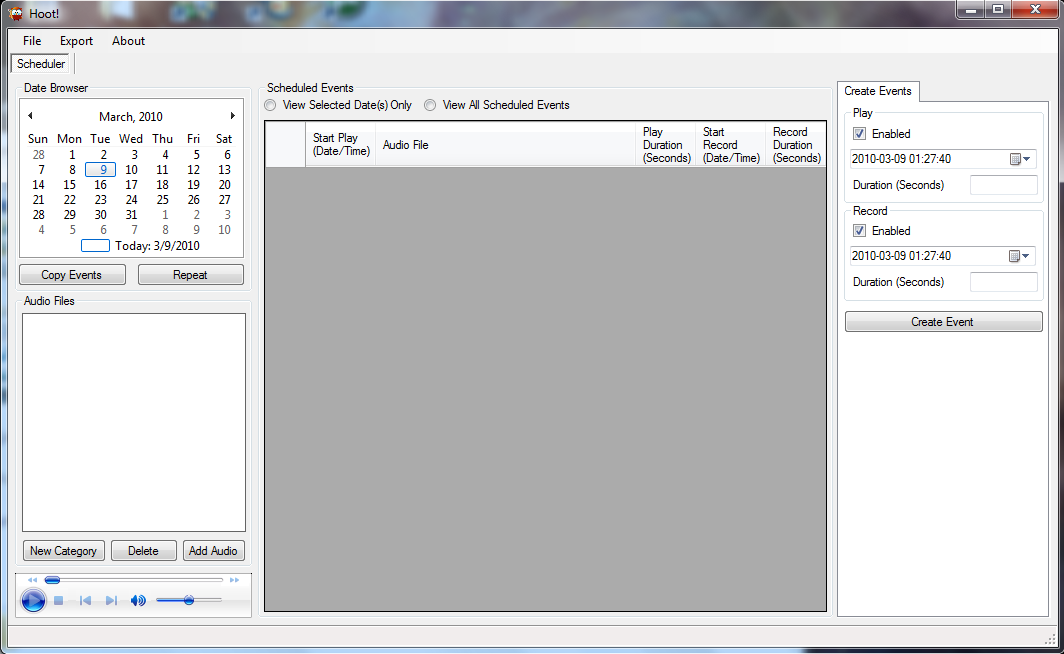 Hoot!
File Export About
Scheduler
Date Browser
March, 2010
Sun Mon Tue Wed Thu Fri Sat
28 1 2 3 4 5 6
7 8 9 10 11 12 13
14 15 16 17 18 19 20
21 22 23 24 25 26 27
28 29 30 31 1 2 3
4 5 6 7 8 9 10
Today: 3/9/2010
Copy Events Repeat
Audio Files
New Category Delete Add Audio
Scheduled Events
View Selected Date(s) Only View All Scheduled Events
Start Play
(Date/Time)
Audio File
Play
Duration
(Seconds)
Start
Record
(Date/Time)
Record
Duration
(Seconds)
Create Events
Play
Enabled
2010-03-09 01:27:40
Duration (Seconds)
Record
Enabled
2010-03-09 01:27:40
Duration (Seconds)
Create Event